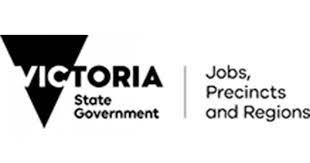 VICTORIA
State
Government
Jobs,
Precincts
and Regions